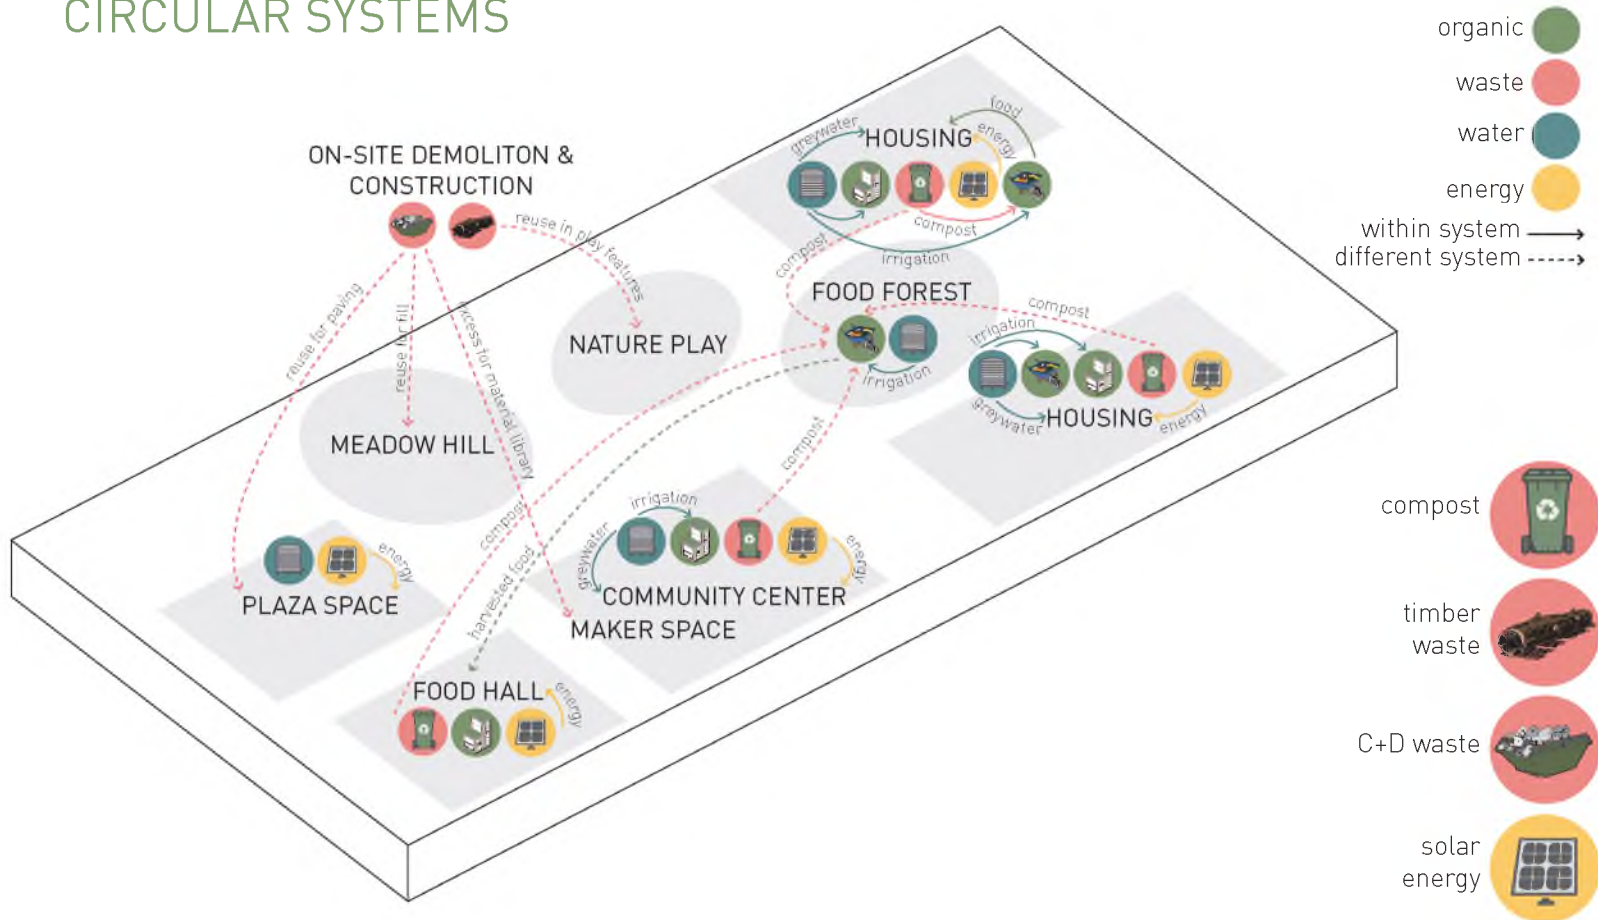 CIRCULAR SYSTEMS
organic
waste
water
energy
within system
different system
ON-SITE DEMOLITON &
CONSTRUCTION
reuse in play features
reuse for paving
reuse for fill
excess for material library
greywater
HOUSING
food
energy
compost
irrigation
compost
FOOD FOREST
irrigation
compost
irrigation
greywater
HOUSING
energy
NATURE PLAY
MEADOW HILL
compost
harvested food
compost
irrigation
greywater
energy
COMMUNITY CENTER
MAKER SPACE
energy
PLAZA SPACE
FOOD HALL
energy
compost
timber
waste
C+D waste
solar
energy